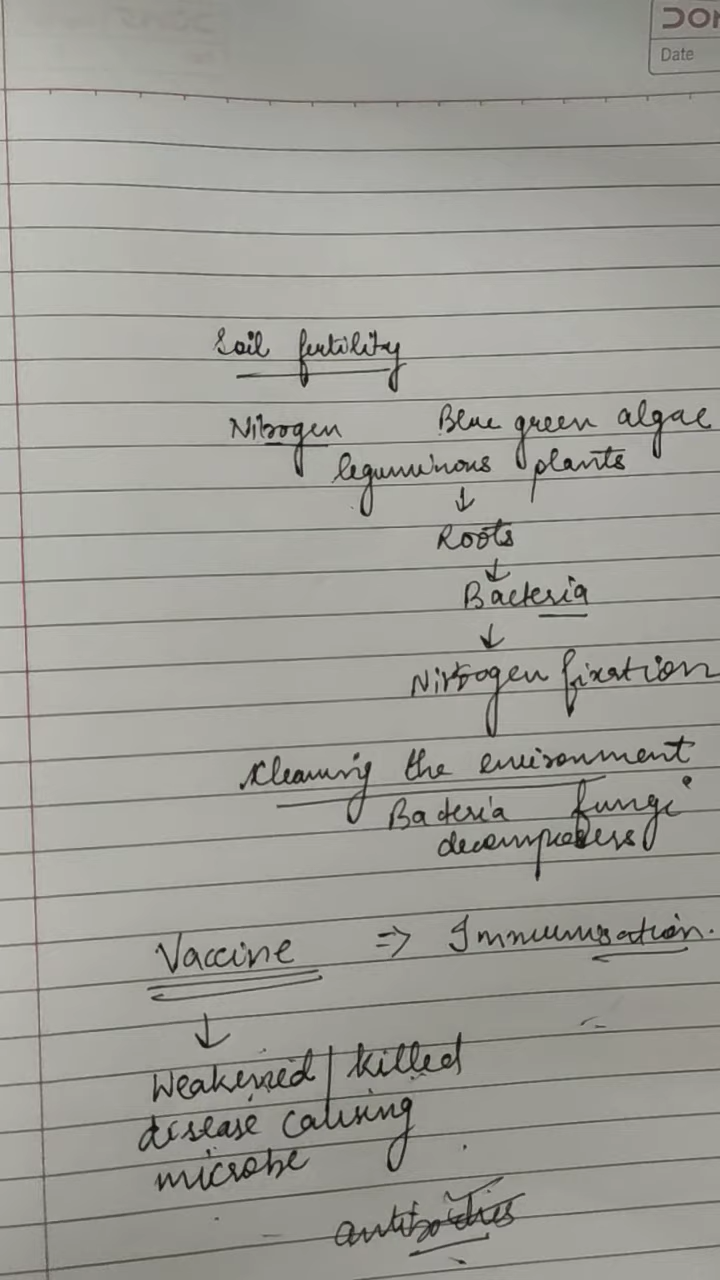 DOM
Date
Soil fertility
Nitrogen Blue green algae
leguminous plants
↓
Roots
↓
Bacteria
↓
Nitrogen fixation
Cleaning the environment
Bacteria fungi
decomposers
Vaccine ⇒ Immunisation.
↓
Weakened / killed
disease causing
microbe
antibodies